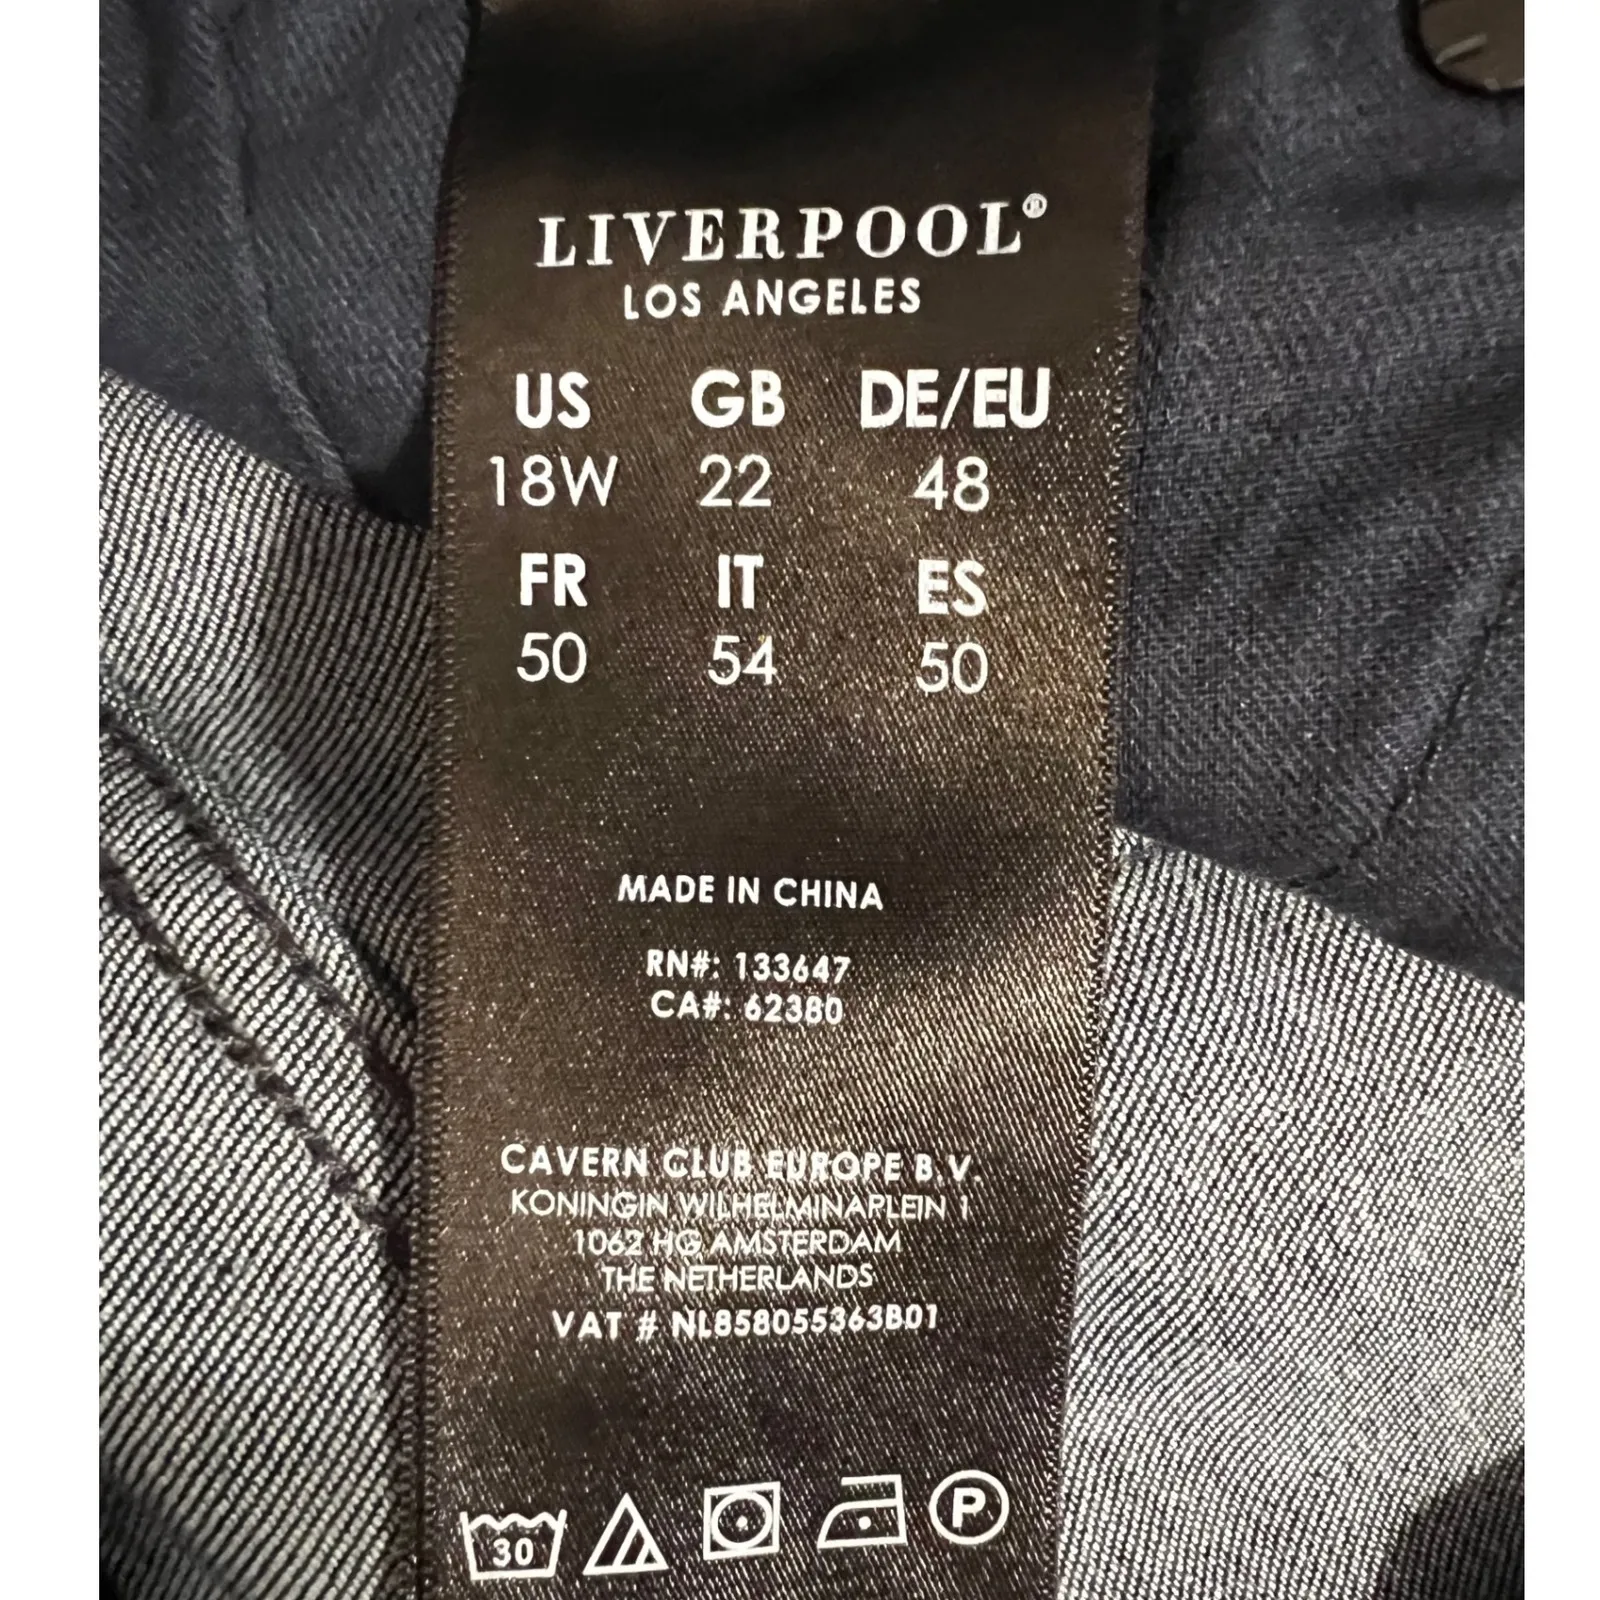 LIVERPOOL®
LOS ANGELES
US GB DE/EU
18W 22 48
FR IT ES
50 54 50
MADE IN CHINA
RN#: 133647
CA#: 62380
CAVERN CLUB EUROPE B.V.
KONINGIN WILHELMINAPLEIN 1
1062 HG AMSTERDAM
THE NETHERLANDS
VAT # NL858055363B01
30 P